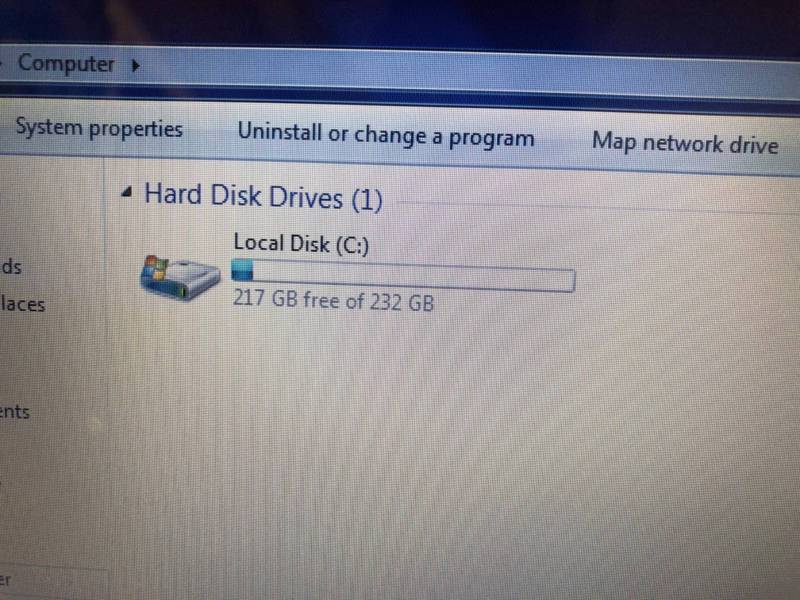 Computer
System properties Uninstall or change a program Map network drive
Hard Disk Drives (1)
Local Disk (C:)
217 GB free of 232 GB
ds
laces
ents
er